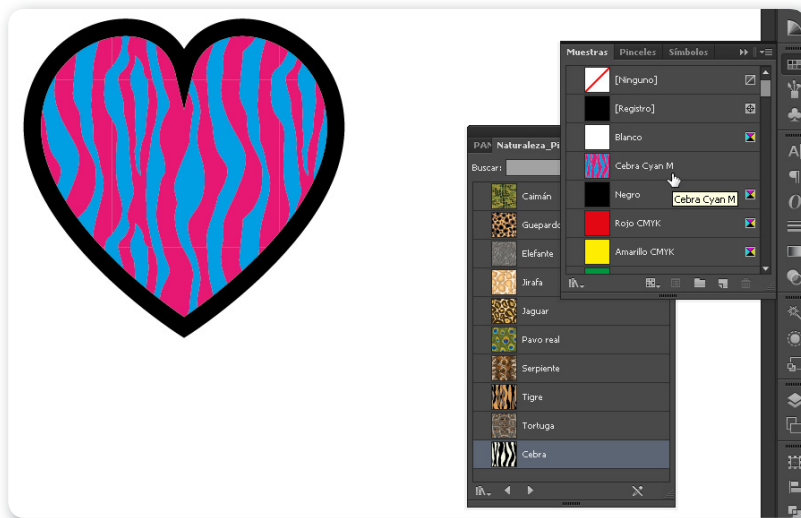 Muestras Pinceles Símbolos
[Ninguno]
[Registro]
Blanco
Cebra Cyan M
Negro
Cebra Cyan M
Rojo CMYK
Amarillo CMYK
Naturaleza_Pi
Buscar:
Caimán
Guepardo
Elefante
Jirafa
Jaguar
Pavo real
Serpiente
Tigre
Tortuga
Cebra